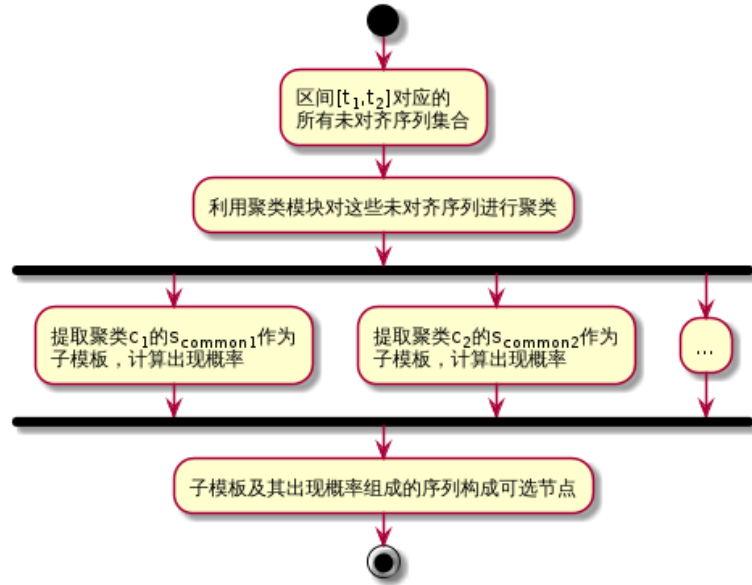 区间[t₁,t₂]对应的
所有未对齐序列集合
利用聚类模块对这些未对齐序列进行聚类
提取聚类c₁的s_common1作为
子模板，计算出现概率
提取聚类c₂的s_common2作为
子模板，计算出现概率
...
子模板及其出现概率组成的序列构成可选节点